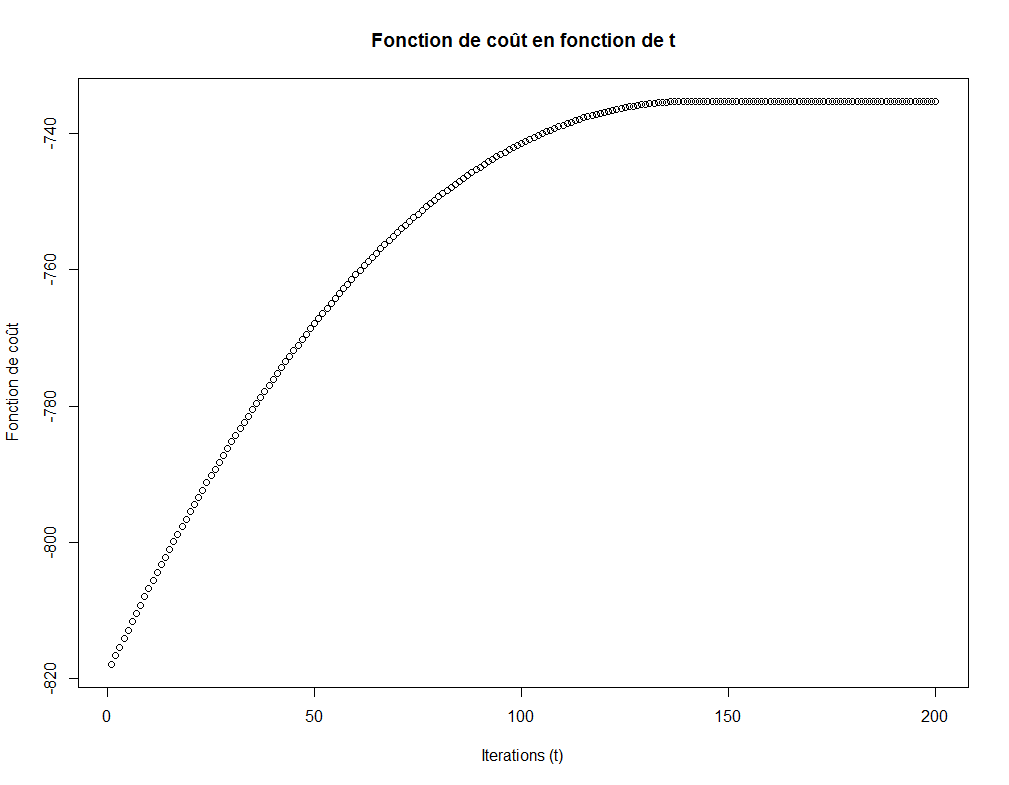 Fonction de coût en fonction de t
Fonction de coût
-740
-760
-780
-800
-820
0 50 100 150 200
Iterations (t)